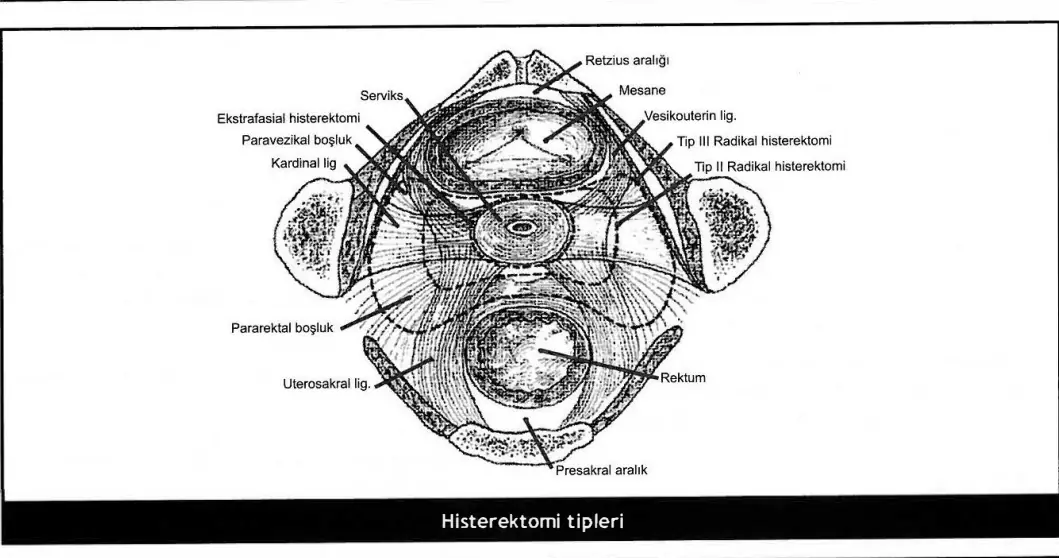 Retzius aralığı
Serviks
Mesane
Ekstrafasial histerektomi
Vesikouterin lig.
Paravezikal boşluk
Tip III Radikal histerektomi
Kardinal lig
Tip II Radikal histerektomi
Pararektal boşluk
Uterosakral lig.
Rektum
Presakral aralık
Histerektomi tipleri